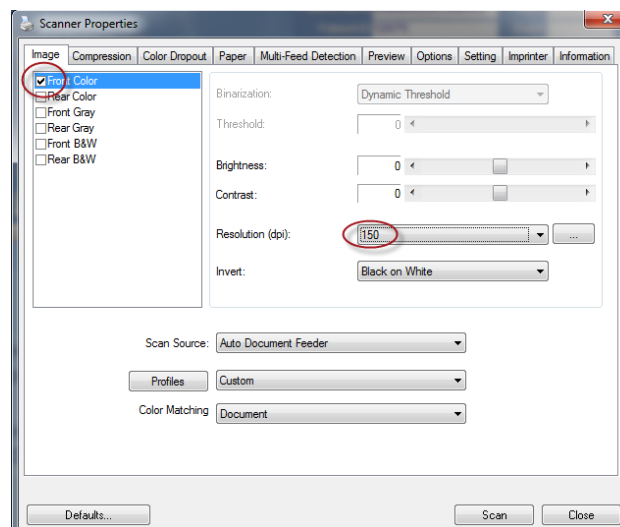 Scanner Properties
Image Compression Color Dropout Paper Multi-Feed Detection Preview Options Setting Imprinter Information
Front Color
Rear Color
Front Gray
Rear Gray
Front B&W
Rear B&W
Binarization: Dynamic Threshold
Threshold: 0
Brightness: 0
Contrast: 0
Resolution (dpi): 150 ...
Invert: Black on White
Scan Source: Auto Document Feeder
Profiles Custom
Color Matching Document
Defaults... Scan Close